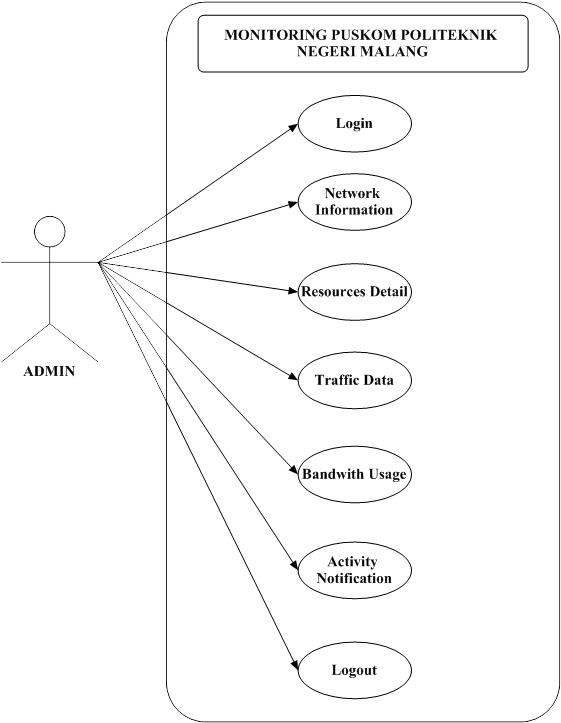 MONITORING PUSKOM POLITEKNIK
NEGERI MALANG
Login
Network
Information
Resources Detail
ADMIN
Traffic Data
Bandwith Usage
Activity
Notification
Logout